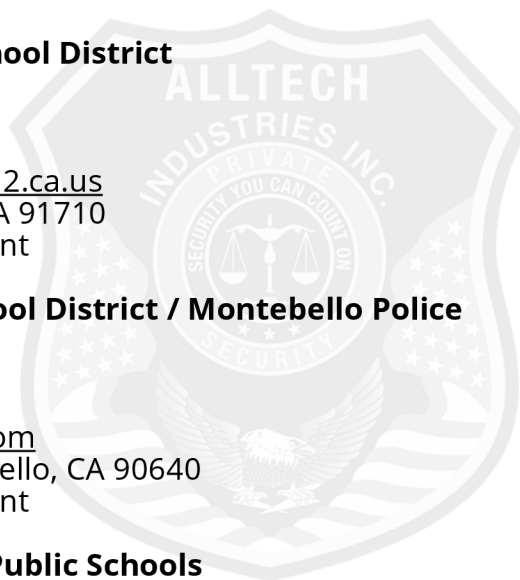 ool District
ALLTECH
INDUSTRIES INC.
PRIVATE
SECURITY YOU CAN COUNT ON
SECURITY
2.ca.us
A 91710
nt
ool District / Montebello Police
om
ello, CA 90640
nt
Public Schools